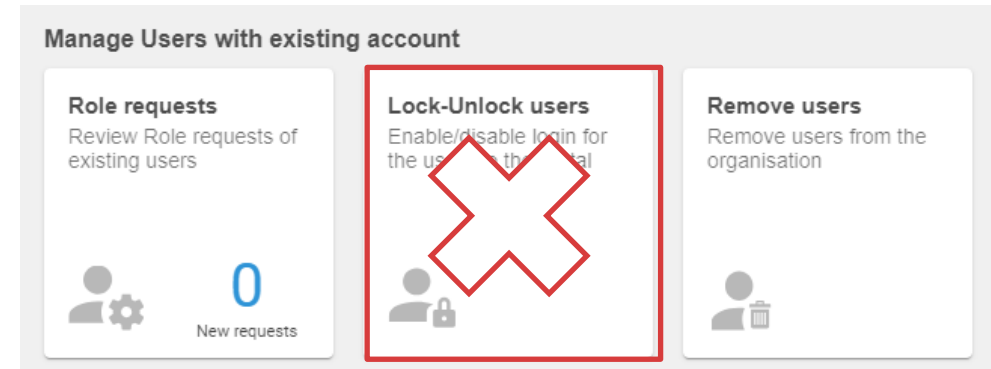 Manage Users with existing account
Role requests
Review Role requests of
existing users
0
New requests
Lock-Unlock users
Enable/disable login for
the
Remove users
Remove users from the
organisation